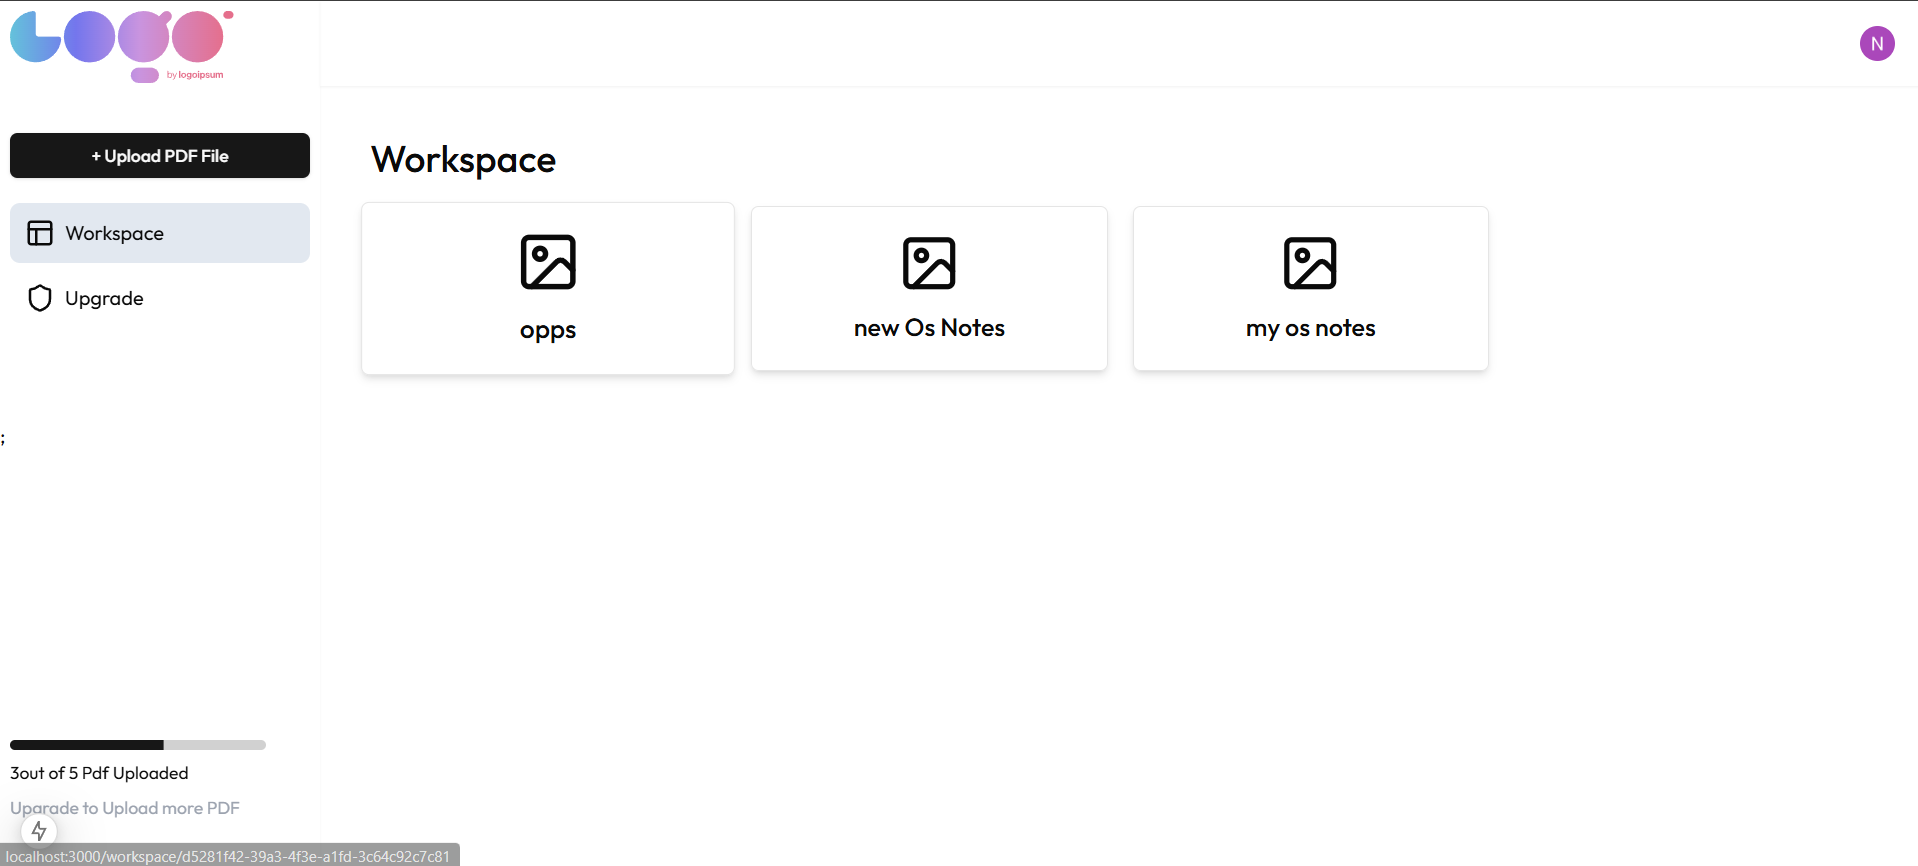 Logo
by logoipsum
N
+ Upload PDF File
Workspace
Upgrade
Workspace
opps
new Os Notes
my os notes
;
3out of 5 Pdf Uploaded
Upgrade to Upload more PDF
localhost:3000/workspace/d5281f42-39a3-4f3e-a1fd-3c64c92c7c81